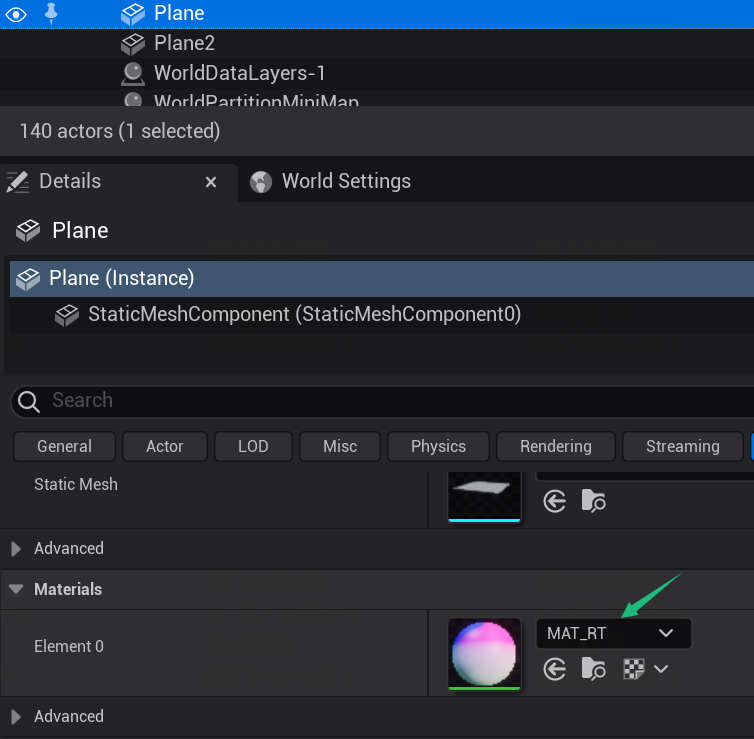 Plane
Plane2
WorldDataLayers-1
WorldPartitionMiniMap
140 actors (1 selected)
Details
World Settings
Plane
Plane (Instance)
StaticMeshComponent (StaticMeshComponent0)
Search
General Actor LOD Misc Physics Rendering Streaming
Static Mesh
Advanced
Materials
Element 0
MAT_RT
Advanced